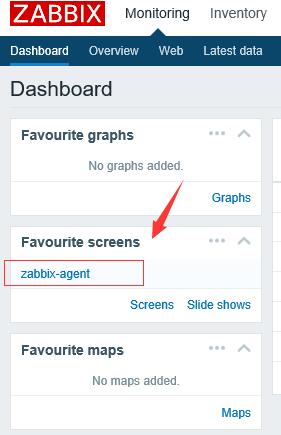 ZABBIX Monitoring Inventory
Dashboard Overview Web Latest data
Dashboard
Favourite graphs
No graphs added.
Graphs
Favourite screens
zabbix-agent
Screens Slide shows
Favourite maps
No maps added.
Maps